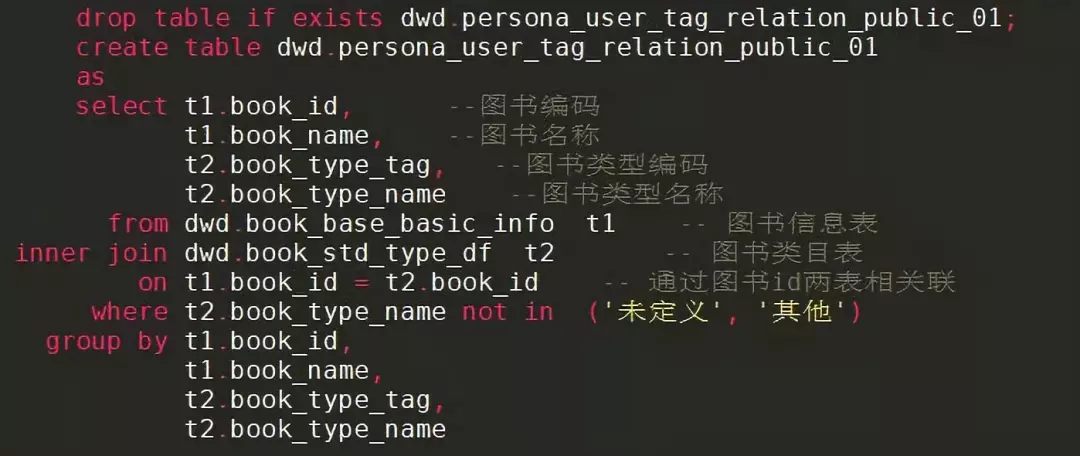 drop table if exists dwd.persona_user_tag_relation_public_01;
create table dwd.persona_user_tag_relation_public_01
as
select t1.book_id,      --图书编码
t1.book_name,    --图书名称
t2.book_type_tag,   --图书类型编码
t2.book_type_name    --图书类型名称
from dwd.book_base_basic_info  t1    -- 图书信息表
inner join dwd.book_std_type_df  t2       -- 图书类目表
on t1.book_id = t2.book_id    -- 通过图书id两表相关联
where t2.book_type_name not in  ('未定义', '其他')
group by t1.book_id,
t1.book_name,
t2.book_type_tag,
t2.book_type_name